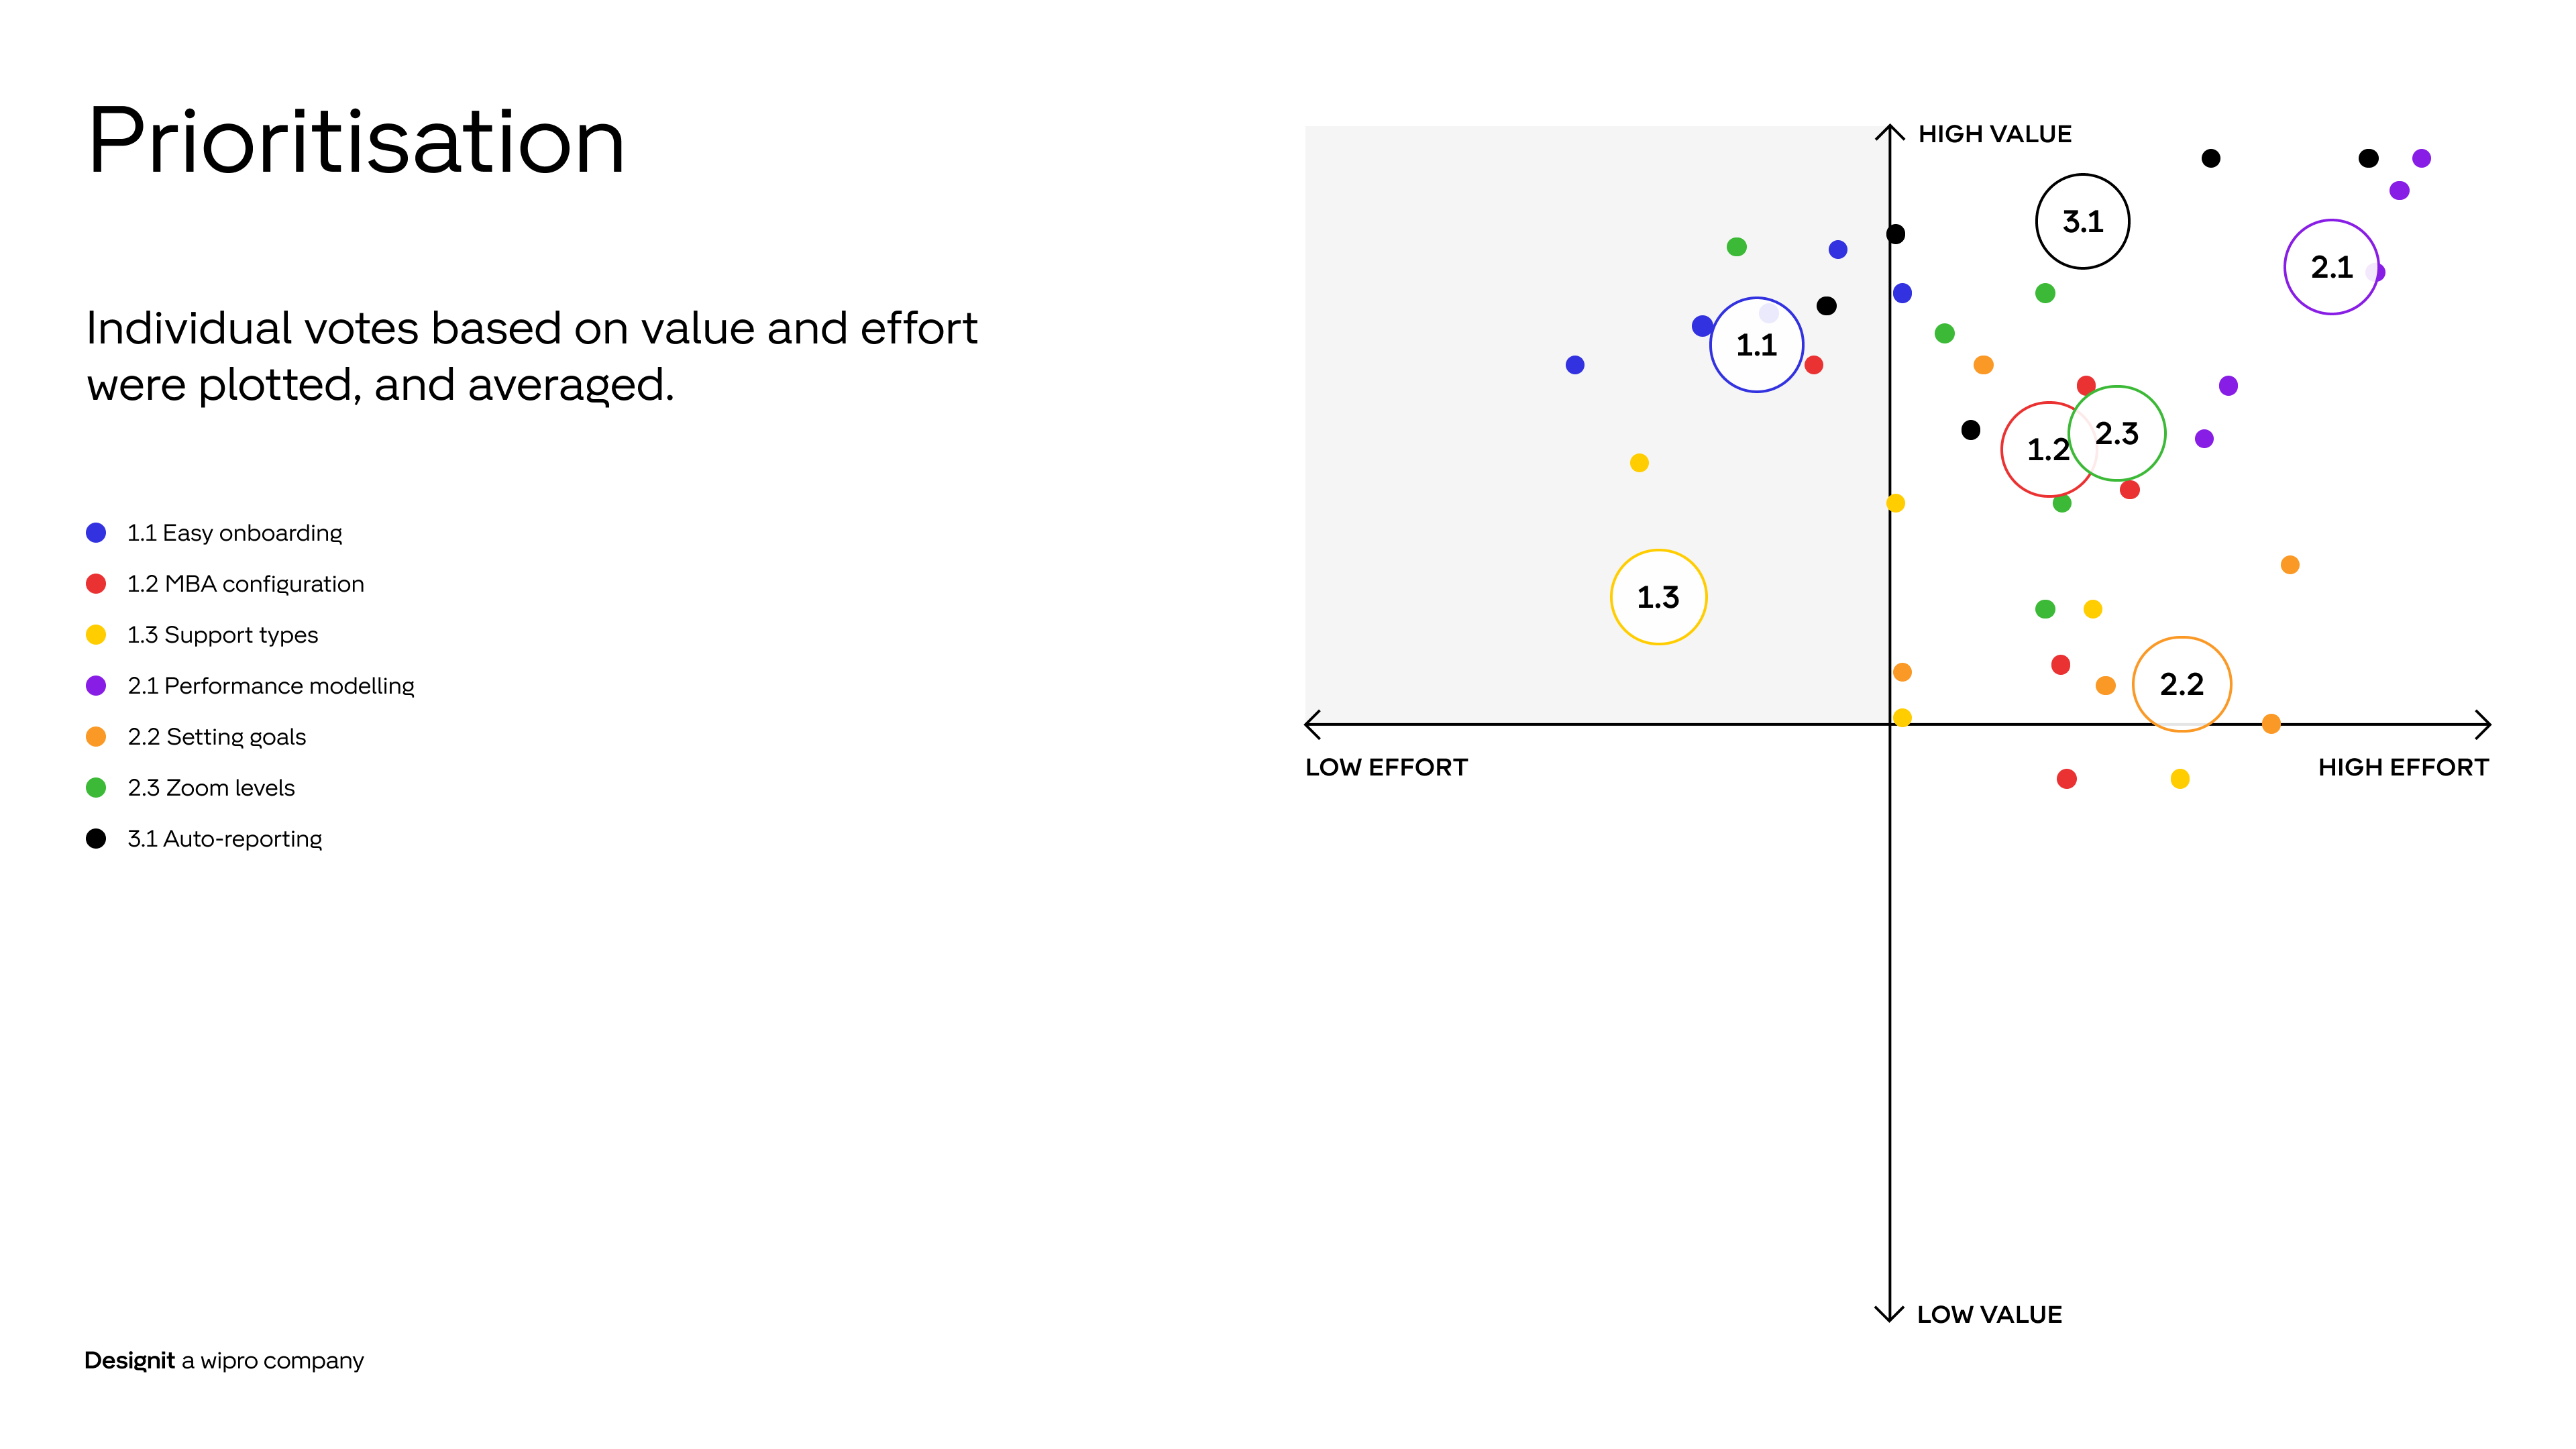 Prioritisation
Individual votes based on value and effort
were plotted, and averaged.
1.1 Easy onboarding
1.2 MBA configuration
1.3 Support types
2.1 Performance modelling
2.2 Setting goals
2.3 Zoom levels
3.1 Auto-reporting
Designit a wipro company
HIGH VALUE
3.1
2.1
1.1
2.3
1.2
1.3
2.2
LOW EFFORT
HIGH EFFORT
LOW VALUE